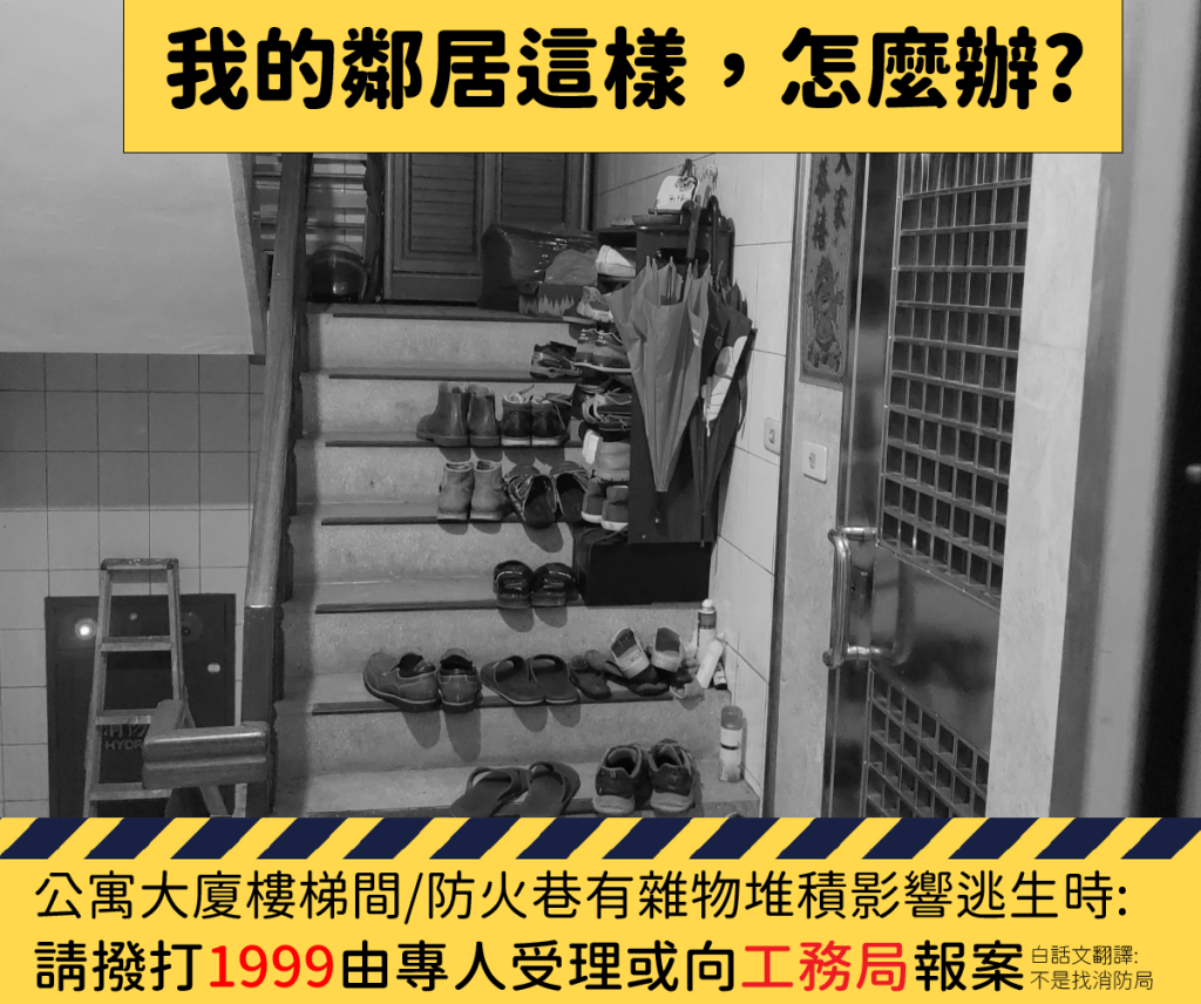 我的鄰居這樣，怎麼辦?
HYDR
公寓大廈樓梯間/防火巷有雜物堆積影響逃生時:
請撥打1999由專人受理或向工務局報案
白話文翻譯:
不是找消防局